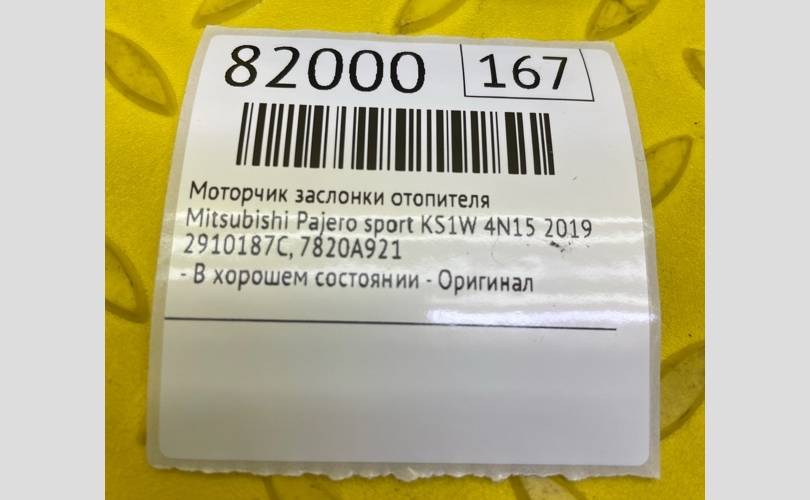 82000 167
Моторчик заслонки отопителя
Mitsubishi Pajero sport KS1W 4N15 2019
2910187C, 7820A921
- В хорошем состоянии - Оригинал